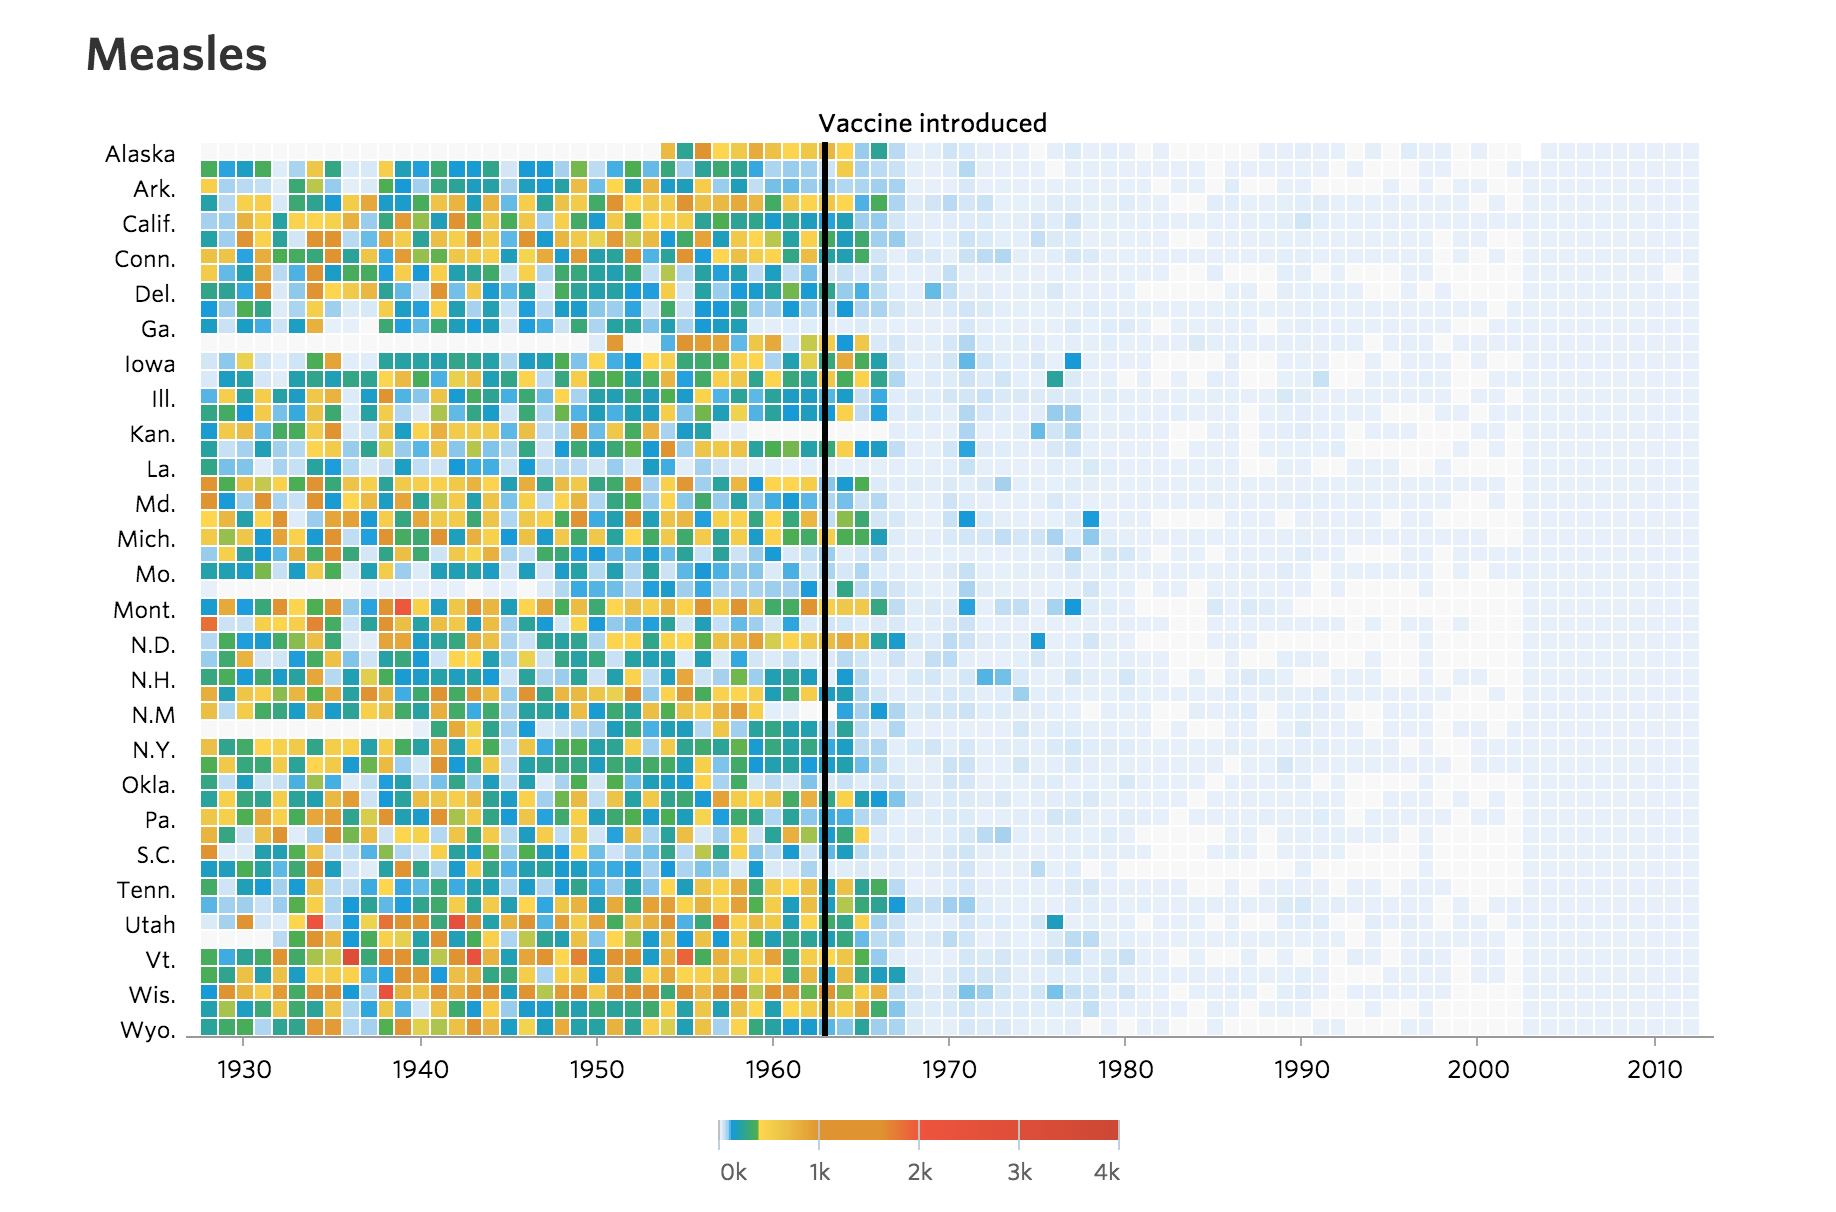 Measles
Vaccine introduced
Alaska
Ark.
Calif.
Conn.
Del.
Ga.
Iowa
Ill.
Kan.
La.
Md.
Mich.
Mo.
Mont.
N.D.
N.H.
N.M
N.Y.
Okla.
Pa.
S.C.
Tenn.
Utah
Vt.
Wis.
Wyo.
1930 1940 1950 1960 1970 1980 1990 2000 2010
0k 1k 2k 3k 4k